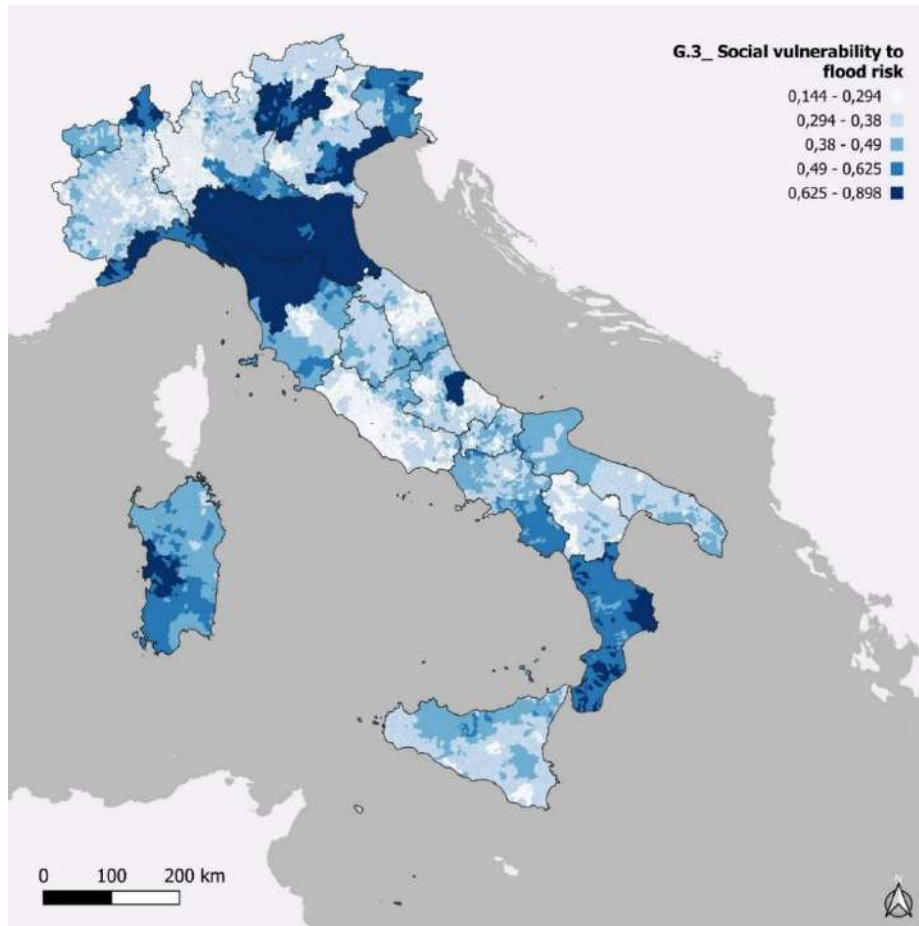 G.3_ Social vulnerability to
flood risk
0,144 - 0,294
0,294 - 0,38
0,38 - 0,49
0,49 - 0,625
0,625 - 0,898
0 100 200 km
N